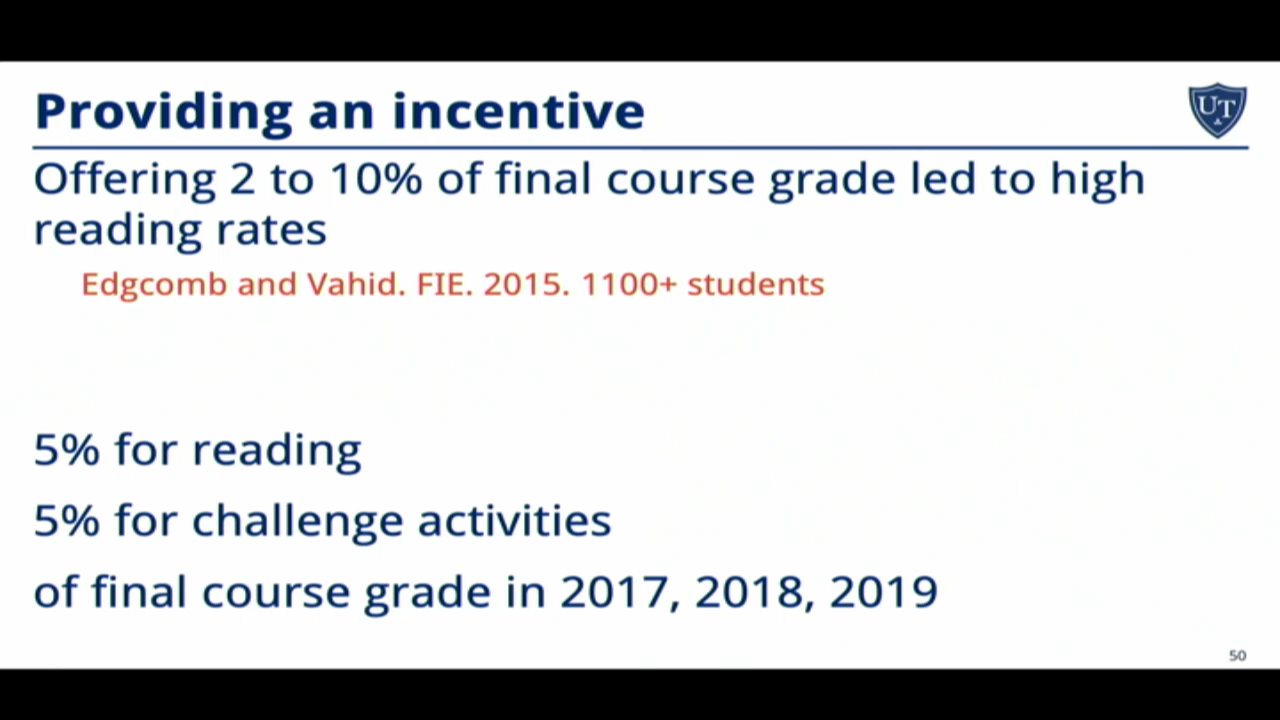 Providing an incentive
UT
Offering 2 to 10% of final course grade led to high
reading rates
Edgcomb and Vahid. FIE. 2015. 1100+ students
5% for reading
5% for challenge activities
of final course grade in 2017, 2018, 2019
50